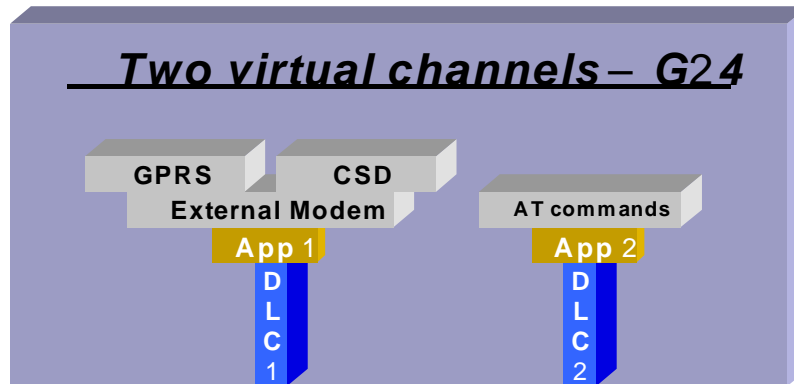 Two virtual channels – G24
GPRS
CSD
External Modem
App 1
D
L
C
1
AT commands
App 2
D
L
C
2